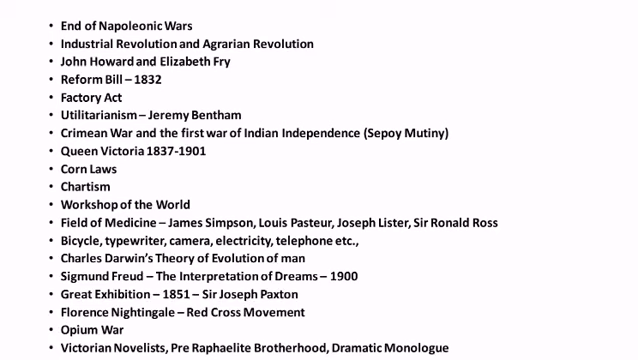 • End of Napoleonic Wars
• Industrial Revolution and Agrarian Revolution
• John Howard and Elizabeth Fry
• Reform Bill – 1832
• Factory Act
• Utilitarianism – Jeremy Bentham
• Crimean War and the first war of Indian Independence (Sepoy Mutiny)
• Queen Victoria 1837-1901
• Corn Laws
• Chartism
• Workshop of the World
• Field of Medicine – James Simpson, Louis Pasteur, Joseph Lister, Sir Ronald Ross
• Bicycle, typewriter, camera, electricity, telephone etc.,
• Charles Darwin's Theory of Evolution of man
• Sigmund Freud – The Interpretation of Dreams – 1900
• Great Exhibition – 1851 – Sir Joseph Paxton
• Florence Nightingale – Red Cross Movement
• Opium War
• Victorian Novelists, Pre Raphaelite Brotherhood, Dramatic Monologue